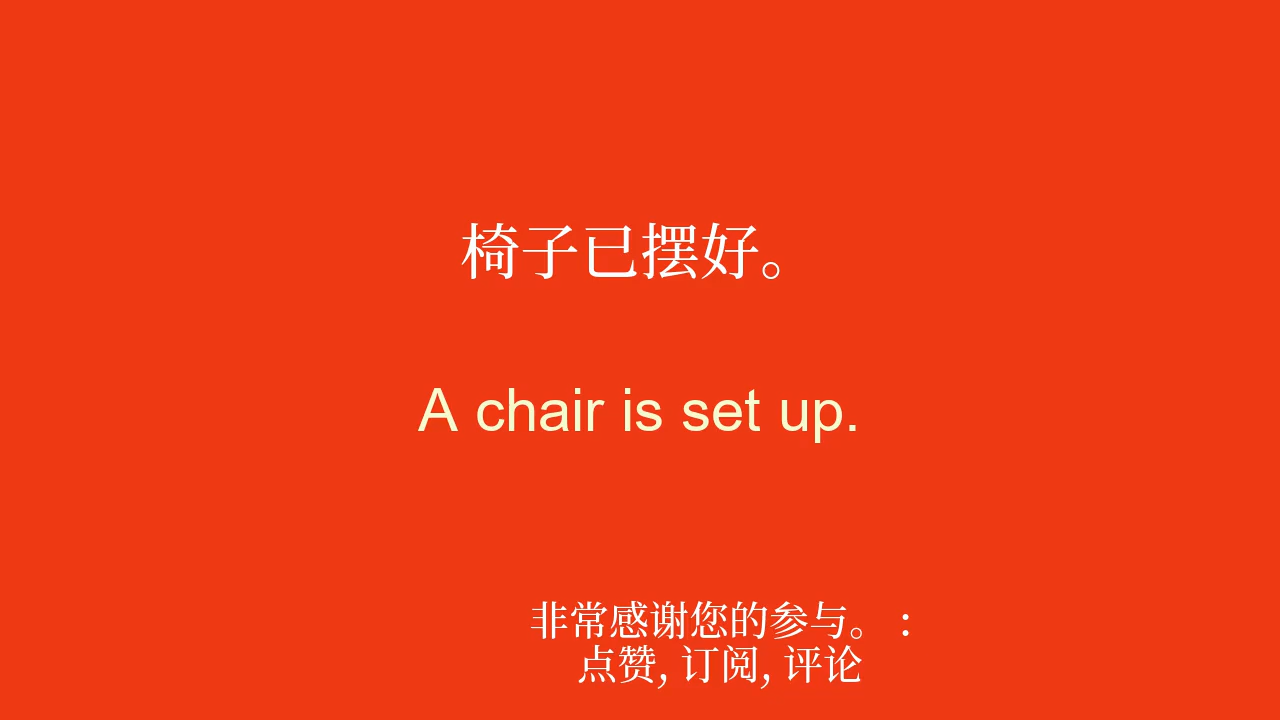 椅子已摆好。
A chair is set up.
非常感谢您的参与。 :
点赞, 订阅, 评论